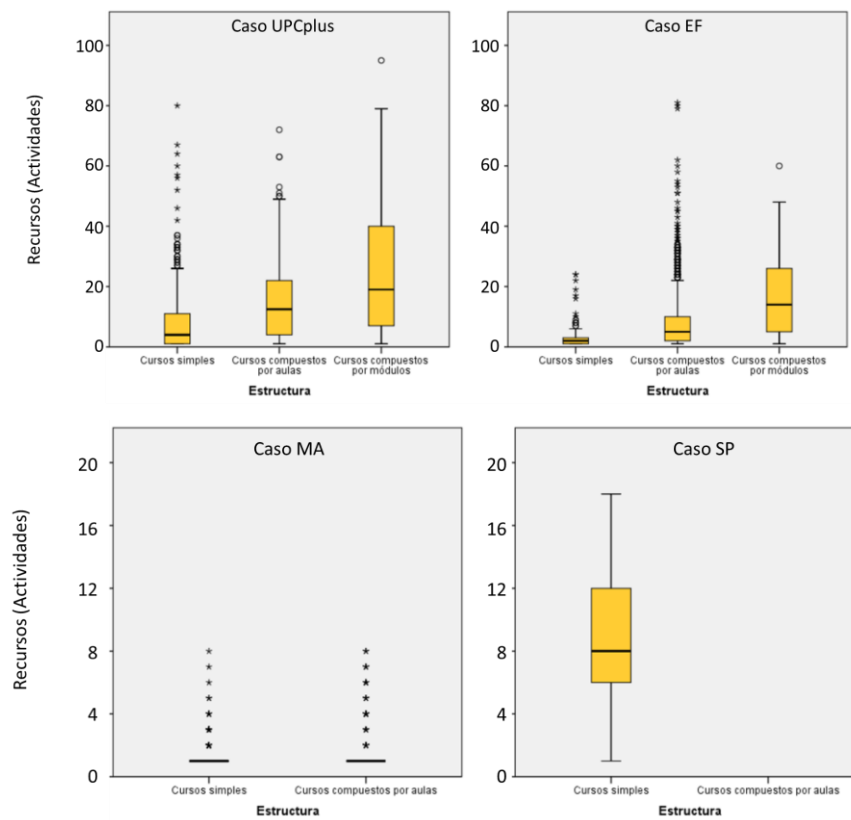 Caso UPCplus
Recursos (Actividades)
100
80
60
40
20
0
Cursos simples
Cursos compuestos
por aulas
Cursos compuestos
por módulos
Estructura
Caso EF
100
80
60
40
20
0
Cursos simples
Cursos compuestos
por aulas
Cursos compuestos
por módulos
Estructura
Caso MA
Recursos (Actividades)
20
16
12
8
4
0
Cursos simples
Cursos compuestos por aulas
Estructura
Caso SP
20
16
12
8
4
0
Cursos simples
Cursos compuestos por aulas
Estructura